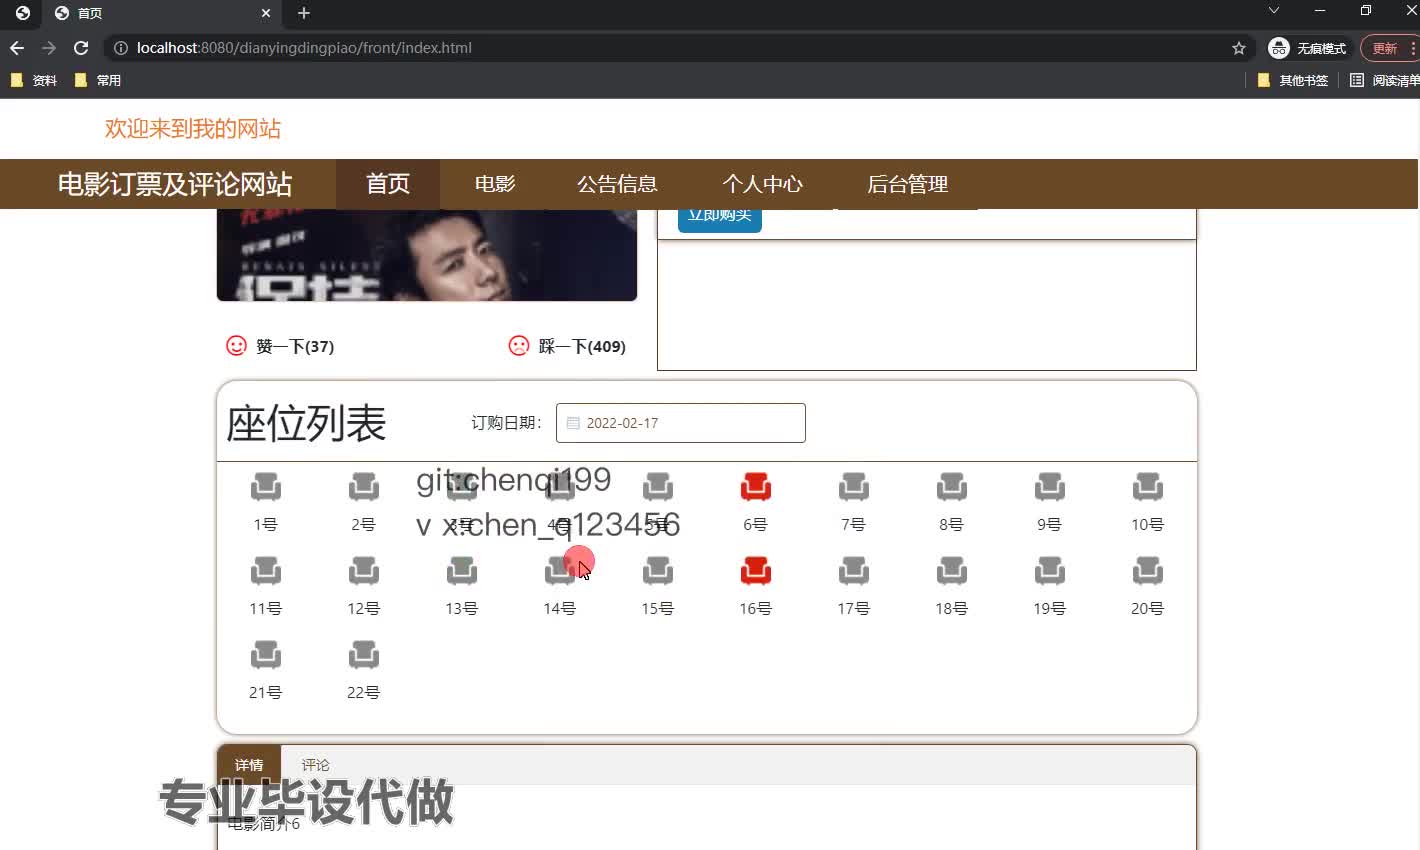 首页
localhost:8080/dianyingdingpiao/front/index.html
无痕模式
更新
资料
常用
其他书签
阅读清单
欢迎来到我的网站
电影订票及评论网站
首页
电影
公告信息
个人中心
后台管理
立即购买
保持
赞一下(37)
踩一下(409)
座位列表
订购日期：
2022-02-17
git:chenqi199
v x:chen_q123456
1号 2号 3号 4号 5号 6号 7号 8号 9号 10号
11号 12号 13号 14号 15号 16号 17号 18号 19号 20号
21号 22号
详情
评论
专业毕设代做
电影简介6